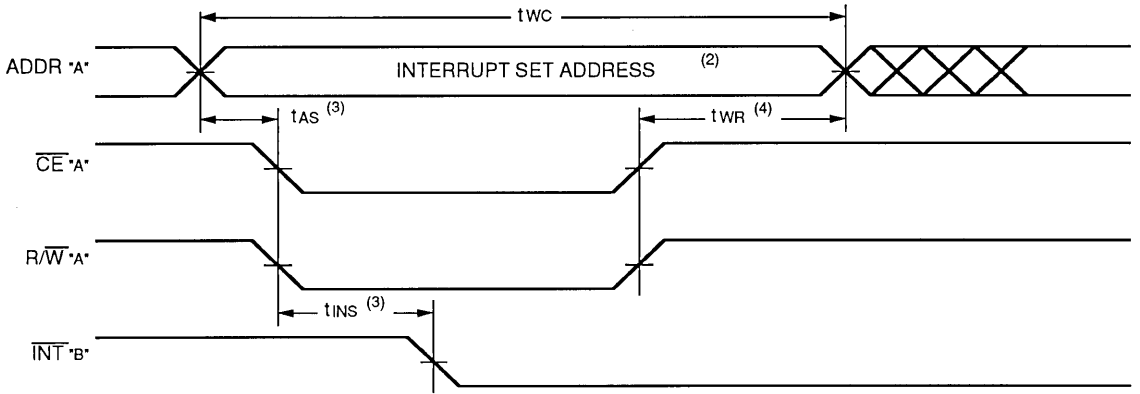 tWC
ADDR "A"
INTERRUPT SET ADDRESS (2)
tAS (3)
tWR (4)
CE "A"
R/W "A"
tINS (3)
INT "B"